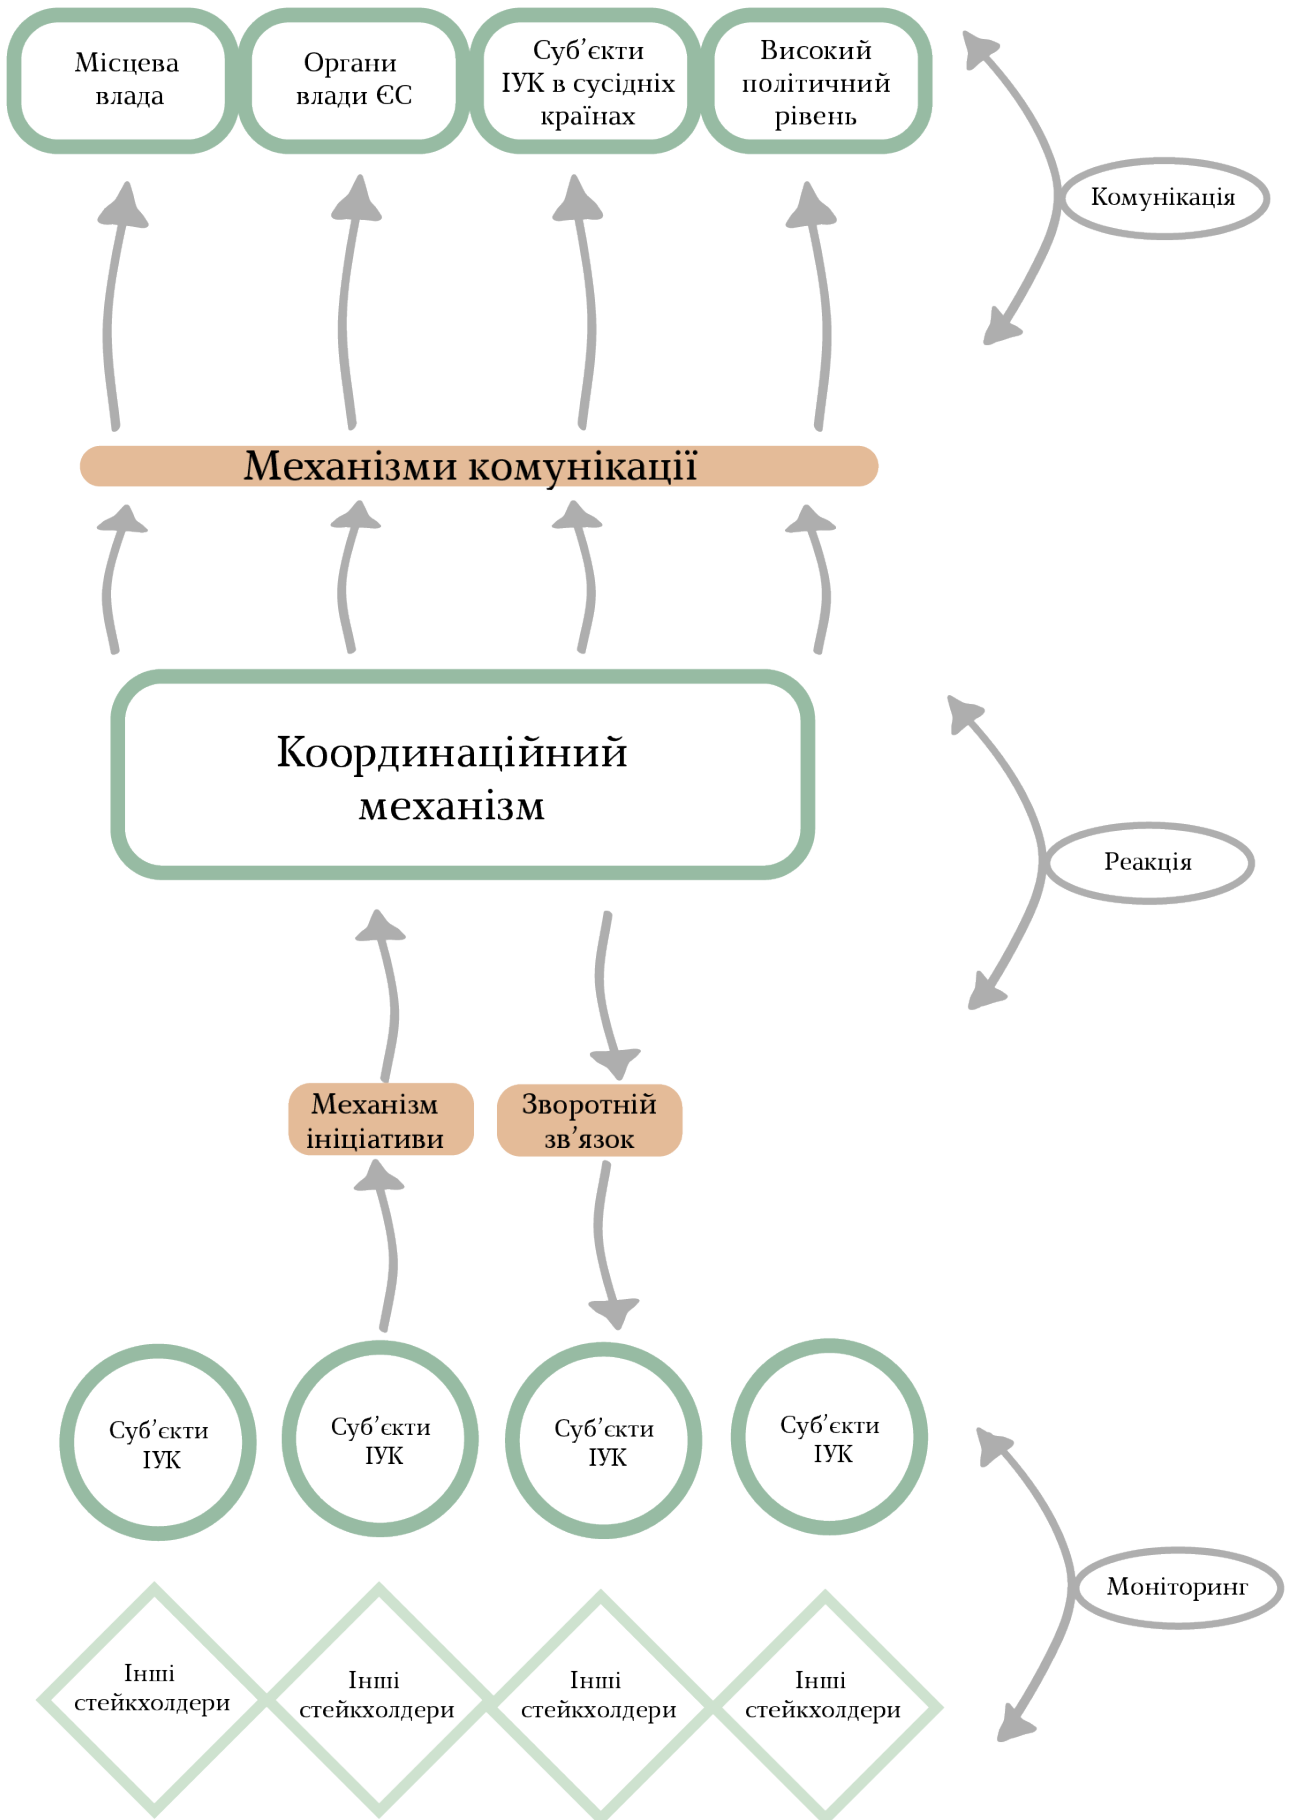 Місцева
влада
Органи
влади ЄС
Суб’єкти
ІУК в сусідніх
країнах
Високий
політичний
рівень
Комунікація
Механізми комунікації
Координаційний
механізм
Реакція
Механізм
ініціативи
Зворотній
зв’язок
Суб’єкти
ІУК
Суб’єкти
ІУК
Суб’єкти
ІУК
Суб’єкти
ІУК
Моніторинг
Інші
стейкхолдери
Інші
стейкхолдери
Інші
стейкхолдери
Інші
стейкхолдери